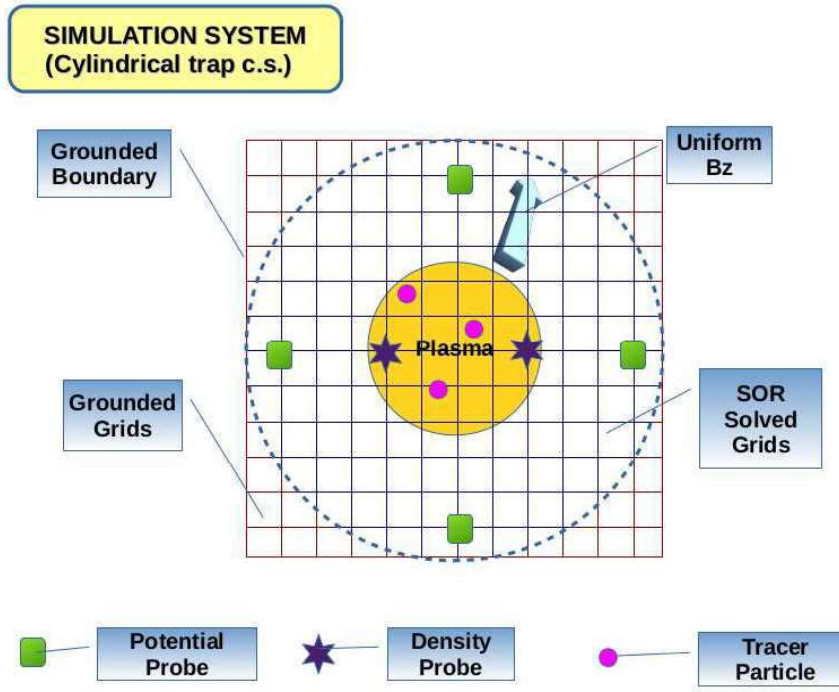 SIMULATION SYSTEM
(Cylindrical trap c.s.)
Grounded
Boundary
Uniform
Bz
Plasma
Grounded
Grids
SOR
Solved
Grids
Potential
Probe
Density
Probe
Tracer
Particle